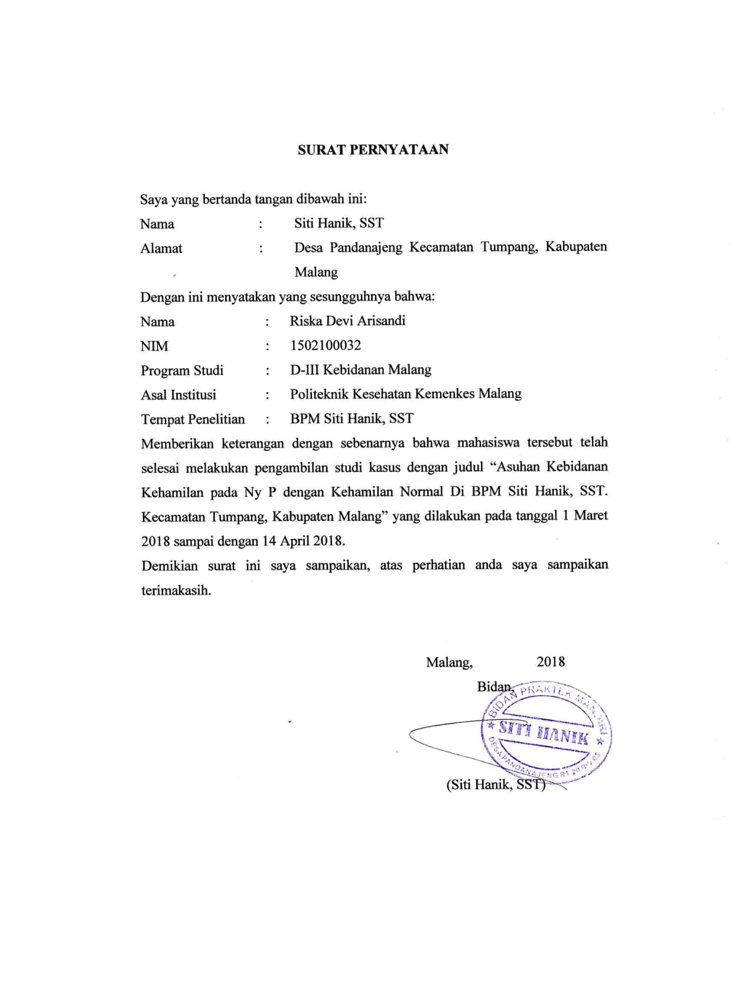 SURAT PERNYATAAN
Saya yang bertanda tangan dibawah ini:
Nama : Siti Hanik, SST
Alamat : Desa Pandanajeng Kecamatan Tumpang, Kabupaten
Malang
Dengan ini menyatakan yang sesungguhnya bahwa:
Nama : Riska Devi Arisandi
NIM : 1502100032
Program Studi : D-III Kebidanan Malang
Asal Institusi : Politeknik Kesehatan Kemenkes Malang
Tempat Penelitian : BPM Siti Hanik, SST
Memberikan keterangan dengan sebenarnya bahwa mahasiswa tersebut telah
selesai melakukan pengambilan studi kasus dengan judul “Asuhan Kebidanan
Kehamilan pada Ny P dengan Kehamilan Normal Di BPM Siti Hanik, SST.
Kecamatan Tumpang, Kabupaten Malang” yang dilakukan pada tanggal 1 Maret
2018 sampai dengan 14 April 2018.
Demikian surat ini saya sampaikan, atas perhatian anda saya sampaikan
terimakasih.
Malang, 2018
Bidan,
BIDAN PRAKTEK MANDIRI
SITI HANIK
DESA PANDANAJENG RT 20 RW 05
(Siti Hanik, SST)